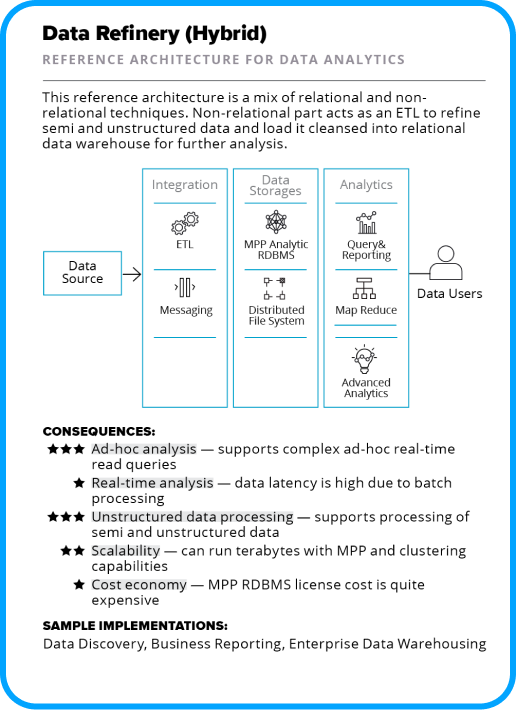 Data Refinery (Hybrid)
REFERENCE ARCHITECTURE FOR DATA ANALYTICS
This reference architecture is a mix of relational and non-
relational techniques. Non-relational part acts as an ETL to refine
semi and unstructured data and load it cleansed into relational
data warehouse for further analysis.
Data
Source
Integration
ETL
Messaging
Data
Storages
MPP Analytic
RDBMS
Distributed
File System
Analytics
Query&
Reporting
Map Reduce
Advanced
Analytics
Data Users
CONSEQUENCES:
★★★ Ad-hoc analysis — supports complex ad-hoc real-time
read queries
★ Real-time analysis — data latency is high due to batch
processing
★★★ Unstructured data processing — supports processing of
semi and unstructured data
★★ Scalability — can run terabytes with MPP and clustering
capabilities
★ Cost economy — MPP RDBMS license cost is quite
expensive
SAMPLE IMPLEMENTATIONS:
Data Discovery, Business Reporting, Enterprise Data Warehousing